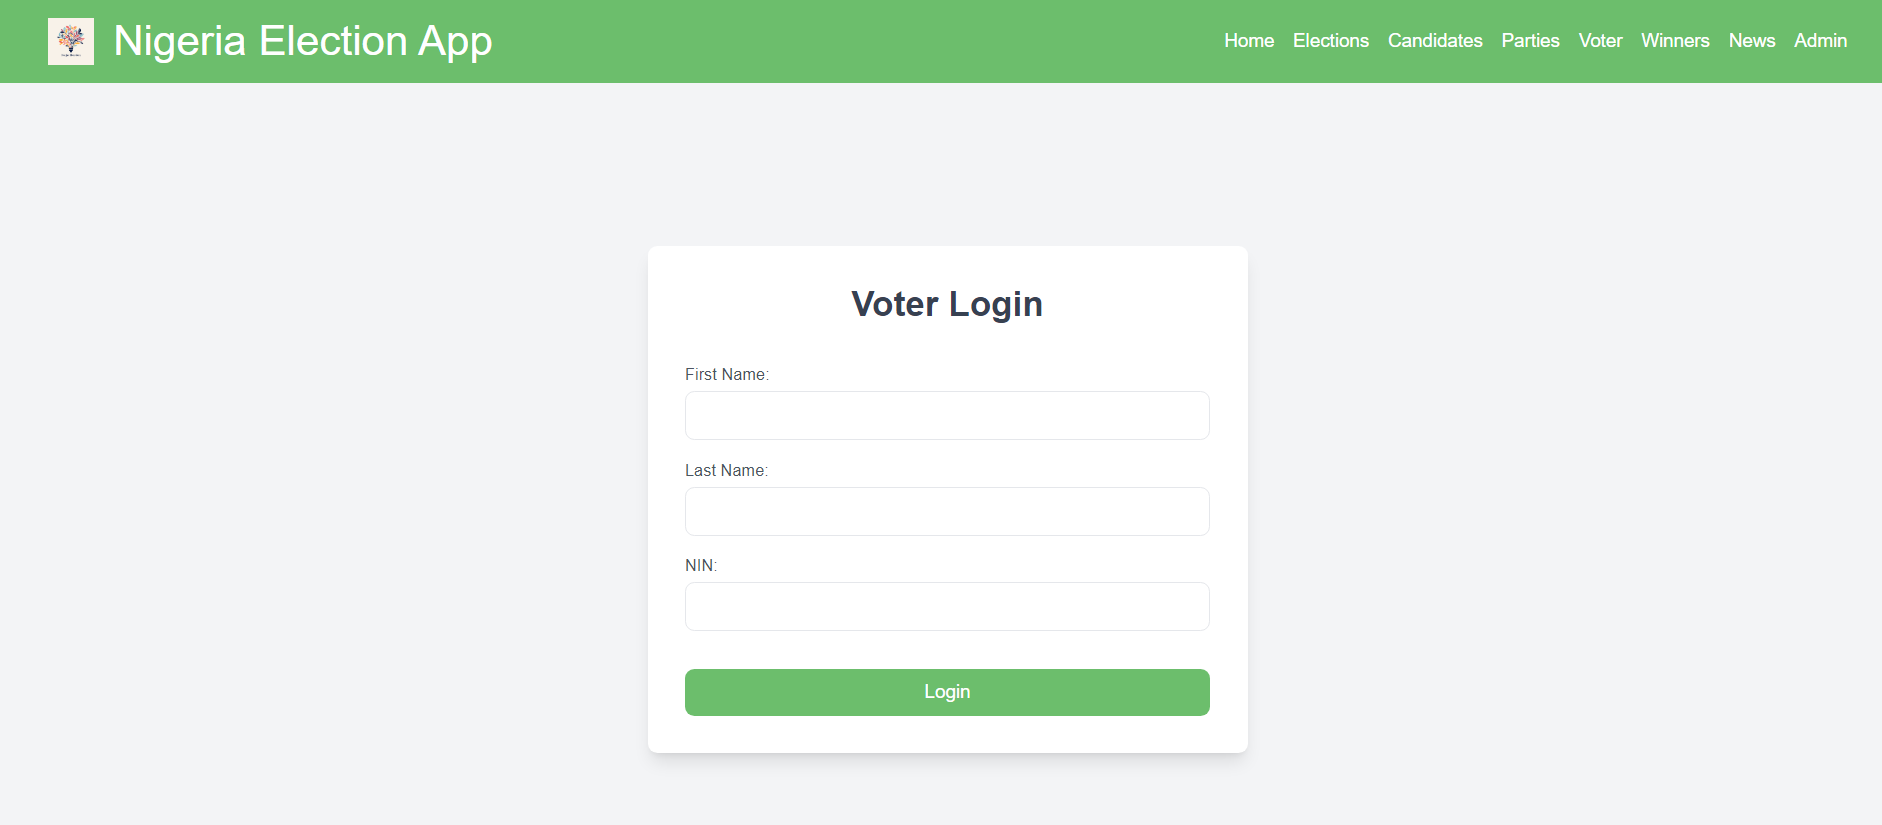 Nigeria Election App
Home Elections Candidates Parties Voter Winners News Admin
Voter Login
First Name:
Last Name:
NIN:
Login